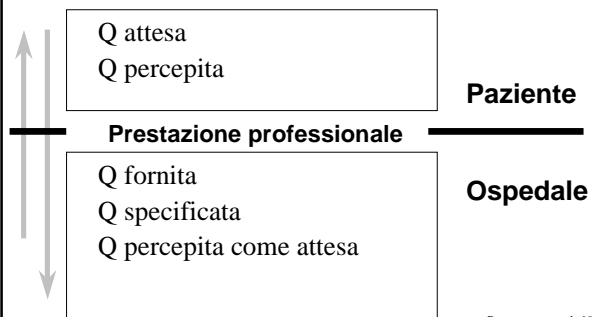 Q attesa
Q percepita
Paziente
Prestazione professionale
Q fornita
Ospedale
Q specificata
Q percepita come attesa